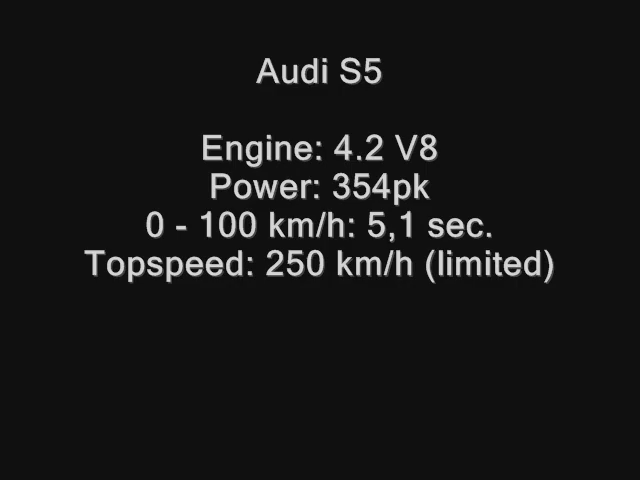 Audi S5
Engine: 4.2 V8
Power: 354pk
0 - 100 km/h: 5,1 sec.
Topspeed: 250 km/h (limited)